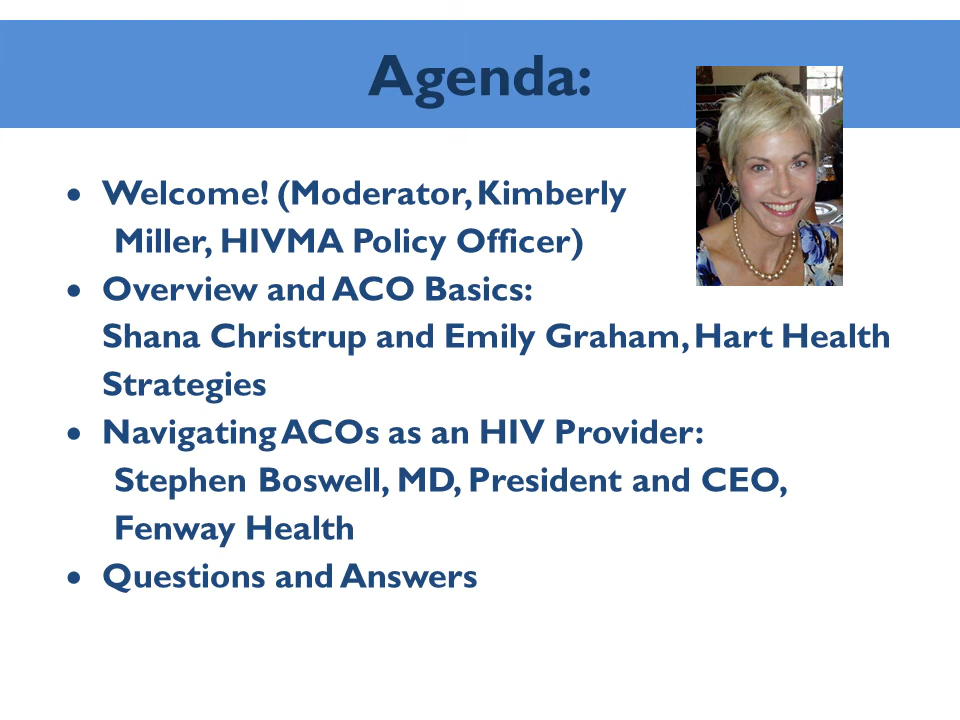 Agenda:
• Welcome! (Moderator, Kimberly
Miller, HIVMA Policy Officer)
• Overview and ACO Basics:
Shana Christrup and Emily Graham, Hart Health
Strategies
• Navigating ACOs as an HIV Provider:
Stephen Boswell, MD, President and CEO,
Fenway Health
• Questions and Answers